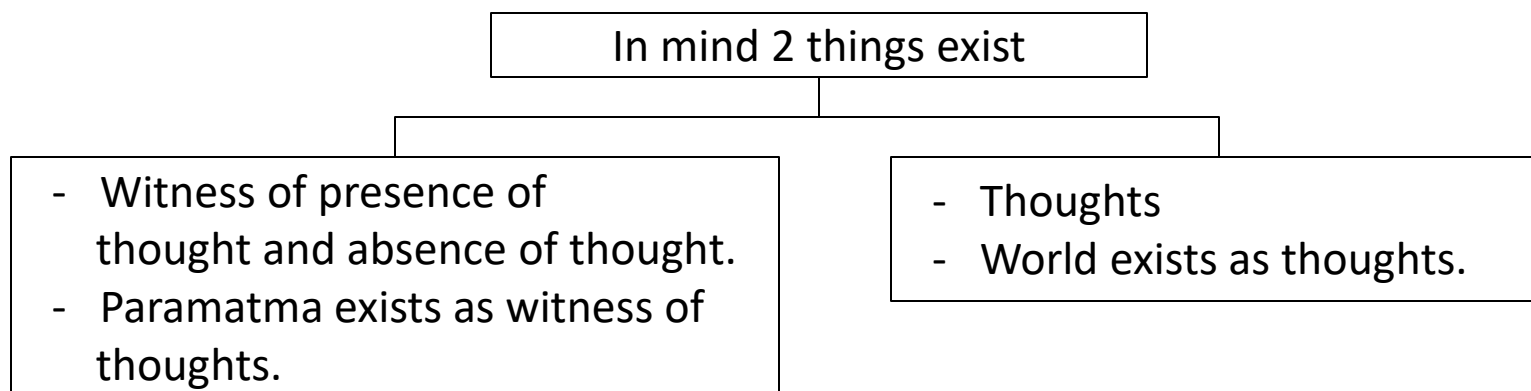 In mind 2 things exist
- Witness of presence of
thought and absence of thought.
- Paramatma exists as witness of
thoughts.
- Thoughts
- World exists as thoughts.